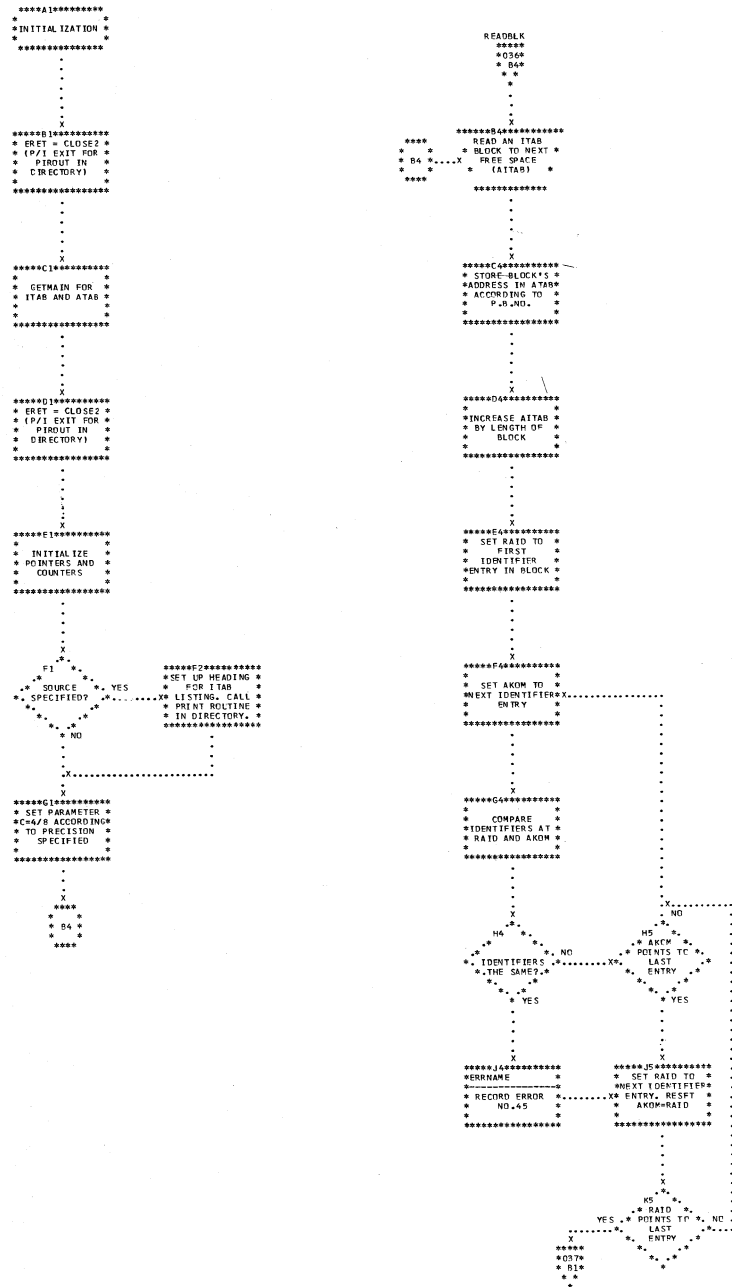 A1
INITIALIZATION
B1
ERET = CLOSE2
(P/I EXIT FOR
PIROUT IN
DIRECTORY)
C1
GETMAIN FOR
ITAB AND ATAB
D1
ERET = CLOSE2
(P/I EXIT FOR
PIROUT IN
DIRECTORY)
E1
INITIALIZE
POINTERS AND
COUNTERS
F1
SOURCE
SPECIFIED?
YES
NO
F2
SET UP HEADING
FOR ITAB
LISTING. CALL
PRINT ROUTINE
IN DIRECTORY.
G1
SET PARAMETER
C=4/8 ACCORDING
TO PRECISION
SPECIFIED
B4
READBLK
036
B4
B4
B4
READ AN ITAB
BLOCK TO NEXT
FREE SPACE
(AITAB)
C4
STORE BLOCK'S
ADDRESS IN ATAB
ACCORDING TO
P.B.NO.
D4
INCREASE AITAB
BY LENGTH OF
BLOCK
E4
SET RAID TO
FIRST
IDENTIFIER
ENTRY IN BLOCK
F4
SET AKOM TO
NEXT IDENTIFIER
ENTRY
G4
COMPARE
IDENTIFIERS AT
RAID AND AKOM
H4
IDENTIFIERS
THE SAME?
NO
YES
H5
AKOM
POINTS TO
LAST
ENTRY
NO
YES
J4
ERRNAME
RECORD ERROR
NO.45
J5
SET RAID TO
NEXT IDENTIFIER
ENTRY. RESET
AKOM=RAID
K5
RAID
POINTS TO
LAST
ENTRY
YES
NO
037
B1